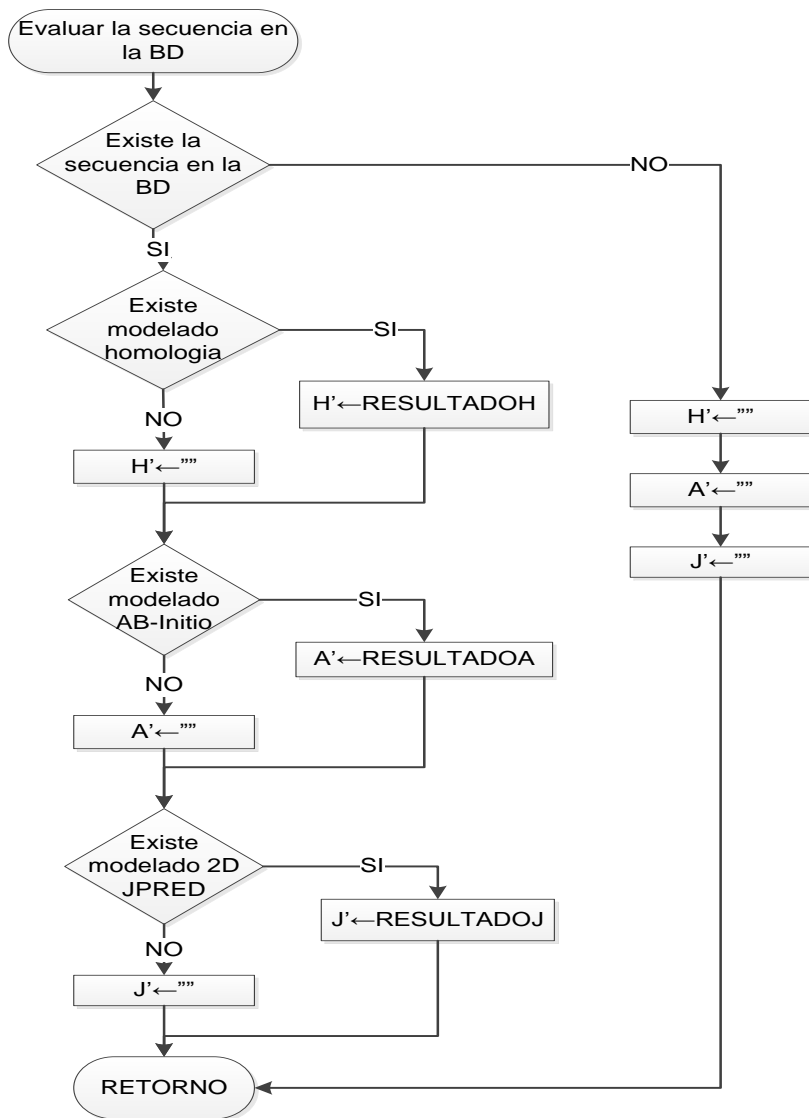 Evaluar la secuencia en
la BD
Existe la
secuencia en la
BD
NO
SI
Existe
modelado
homologia
SI
H'←RESULTADOH
NO
H'←””
H'←””
A'←””
J'←””
Existe
modelado
AB-Initio
SI
A'←RESULTADOA
NO
A'←””
Existe
modelado 2D
JPRED
SI
J'←RESULTADOJ
NO
J'←””
RETORNO